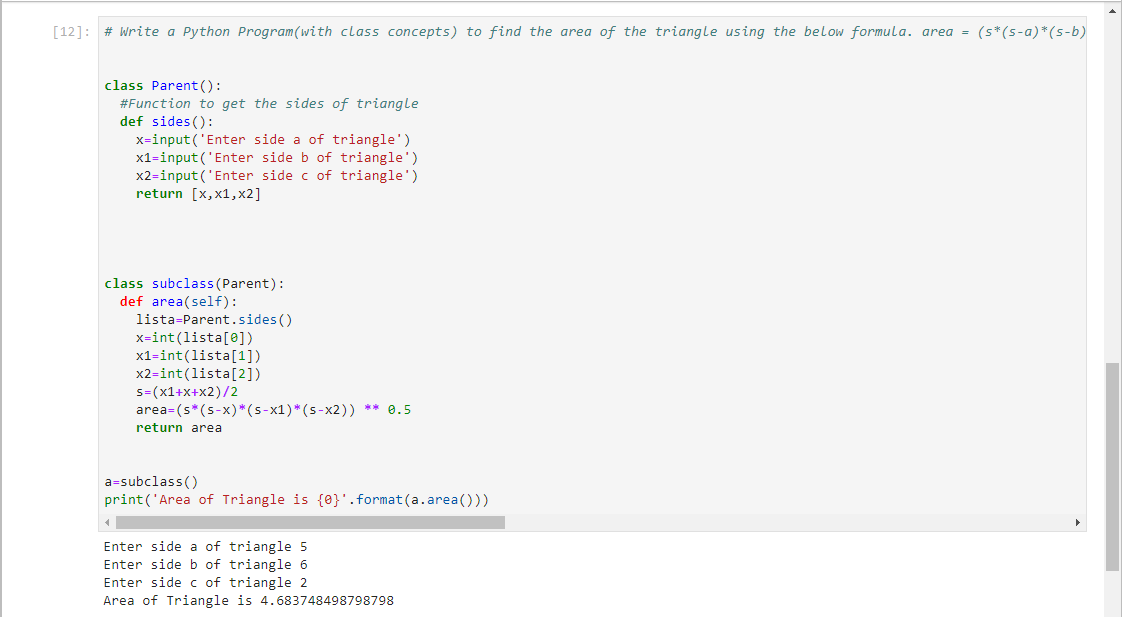 [12]: # Write a Python Program(with class concepts) to find the area of the triangle using the below formula. area = (s*(s-a)*(s-b)
class Parent():
#Function to get the sides of triangle
def sides():
x=input('Enter side a of triangle')
x1=input('Enter side b of triangle')
x2=input('Enter side c of triangle')
return [x,x1,x2]
class subclass(Parent):
def area(self):
lista=Parent.sides()
x=int(lista[0])
x1=int(lista[1])
x2=int(lista[2])
s=(x1+x+x2)/2
area=(s*(s-x)*(s-x1)*(s-x2)) ** 0.5
return area
a=subclass()
print('Area of Triangle is {0}'.format(a.area()))
Enter side a of triangle 5
Enter side b of triangle 6
Enter side c of triangle 2
Area of Triangle is 4.683748498798798